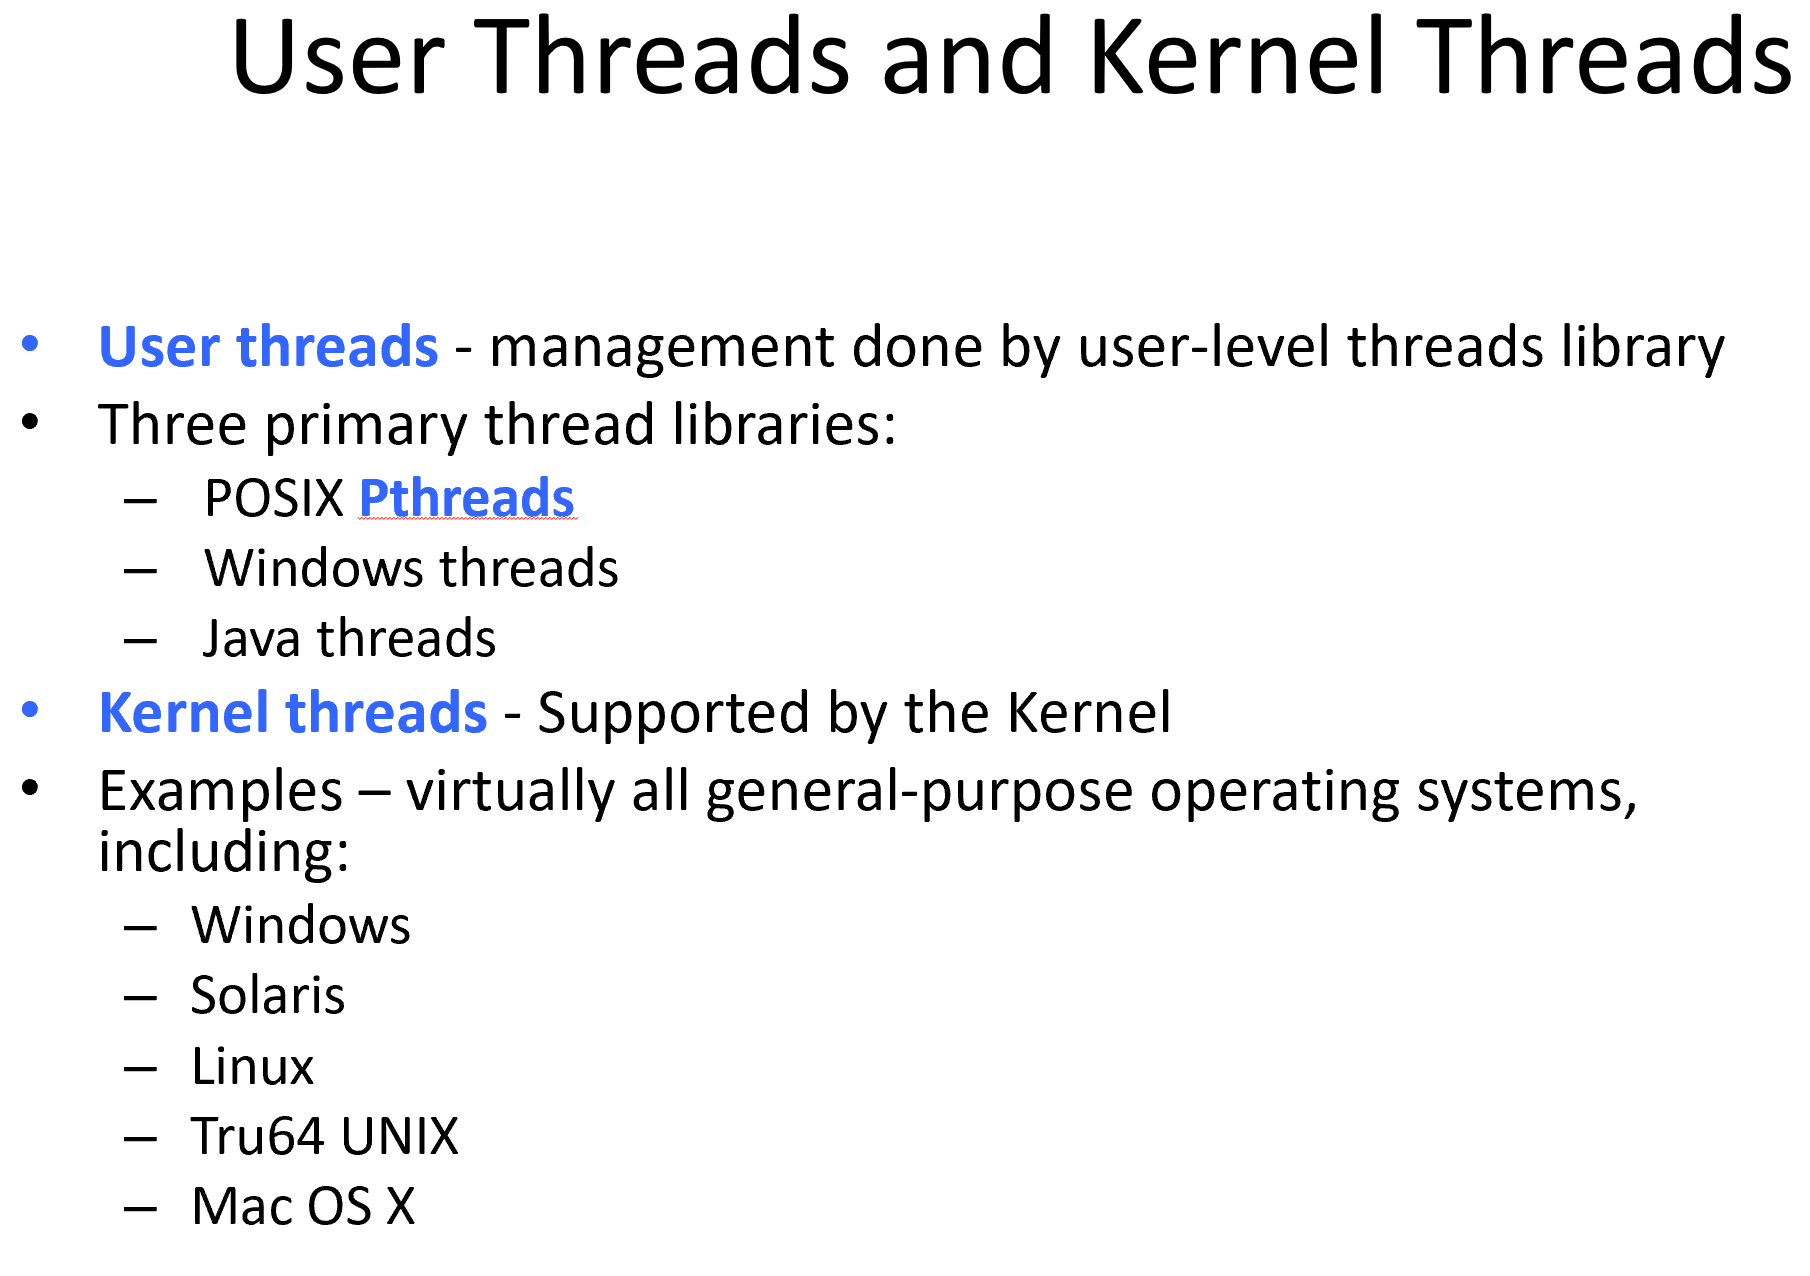 User Threads and Kernel Threads
• User threads - management done by user-level threads library
• Three primary thread libraries:
– POSIX Pthreads
– Windows threads
– Java threads
• Kernel threads - Supported by the Kernel
• Examples – virtually all general-purpose operating systems,
including:
– Windows
– Solaris
– Linux
– Tru64 UNIX
– Mac OS X